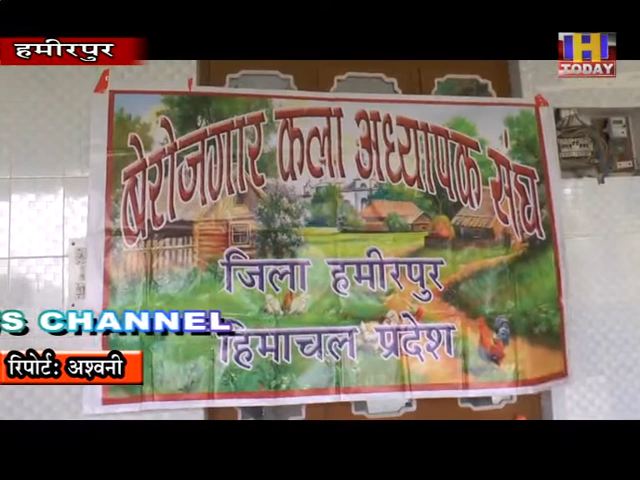 हमीरपुर
H
TODAY
बेरोजगार कला अध्यापक संघ
जिला हमीरपुर
हिमाचल प्रदेश
S CHANNEL
रिपोर्ट: अश्वनी